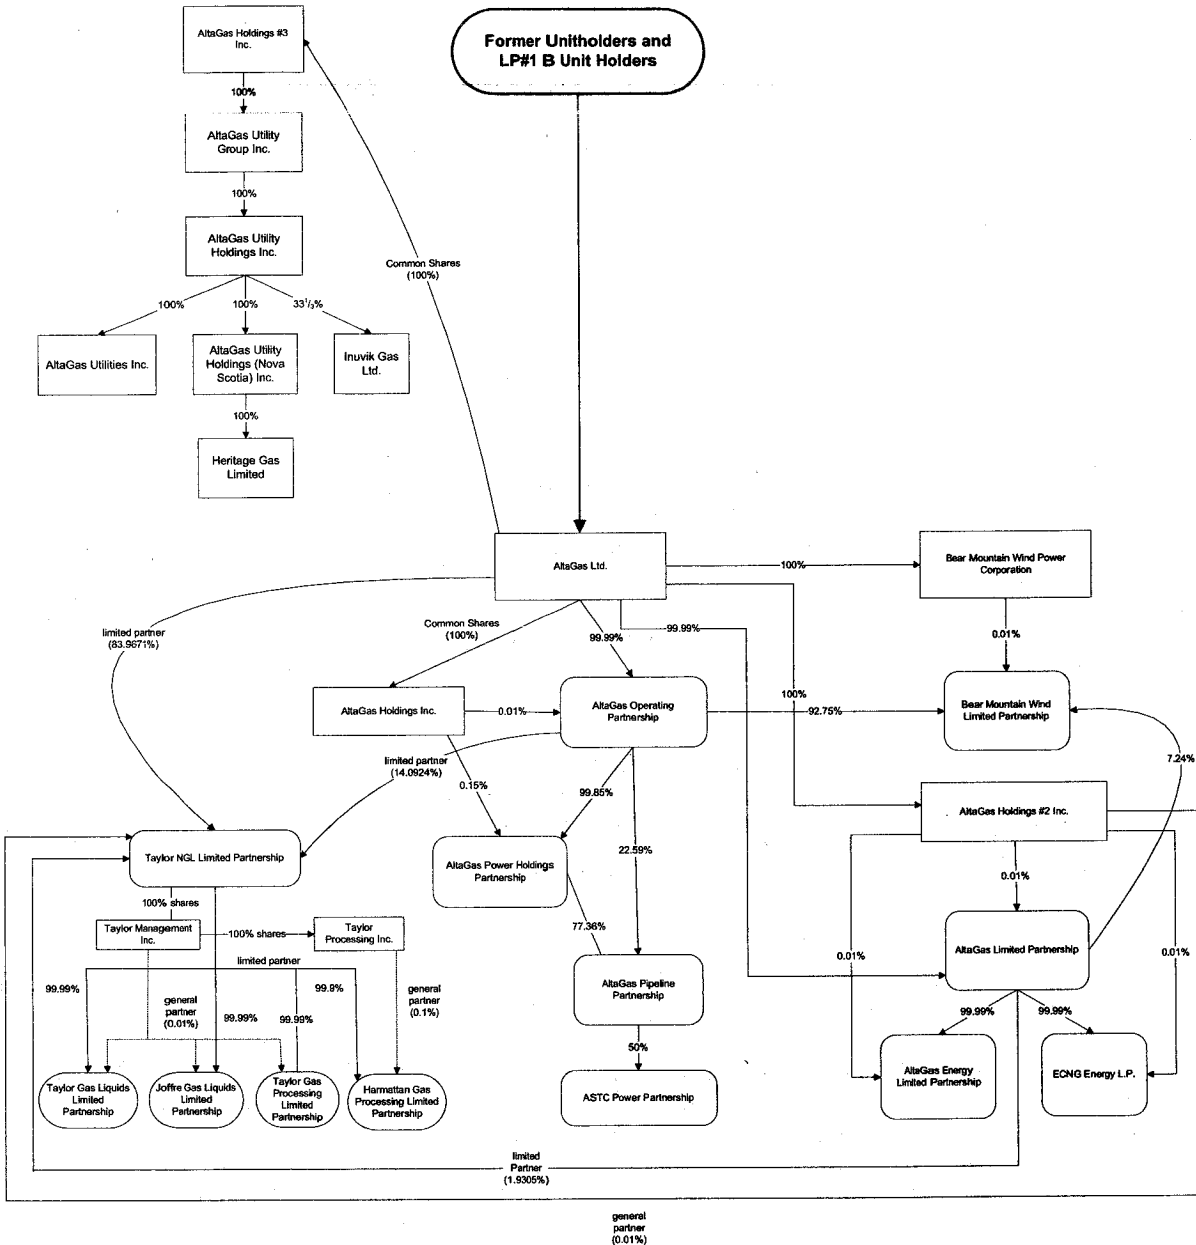 AltaGas Holdings #3
Inc.
Former Unitholders and
LP#1 B Unit Holders
100%
AltaGas Utility
Group Inc.
100%
AltaGas Utility
Holdings Inc.
Common Shares
(100%)
100%
100%
33 1/3%
AltaGas Utilities Inc.
AltaGas Utility
Holdings (Nova
Scotia) Inc.
Inuvik Gas
Ltd.
100%
Heritage Gas
Limited
AltaGas Ltd.
100%
Bear Mountain Wind Power
Corporation
limited partner
(83.9671%)
Common Shares
(100%)
99.99%
99.99%
0.01%
100%
AltaGas Holdings Inc.
0.01%
AltaGas Operating
Partnership
92.75%
Bear Mountain Wind
Limited Partnership
limited partner
(14.0924%)
7.24%
0.15%
99.85%
AltaGas Holdings #2 Inc.
Taylor NGL Limited Partnership
AltaGas Power Holdings
Partnership
22.59%
0.01%
100% shares
Taylor Management
Inc.
100% shares
Taylor
Processing Inc.
77.36%
AltaGas Limited Partnership
0.01%
0.01%
limited partner
99.99%
general
partner
(0.01%)
99.99%
99.99%
99.9%
general
partner
(0.1%)
AltaGas Pipeline
Partnership
99.99%
99.99%
50%
Taylor Gas Liquids
Limited
Partnership
Joffre Gas Liquids
Limited
Partnership
Taylor Gas
Processing
Limited
Partnership
Harmattan Gas
Processing Limited
Partnership
ASTC Power Partnership
AltaGas Energy
Limited Partnership
ECNG Energy L.P.
limited
Partner
(1.9305%)
general
partner
(0.01%)